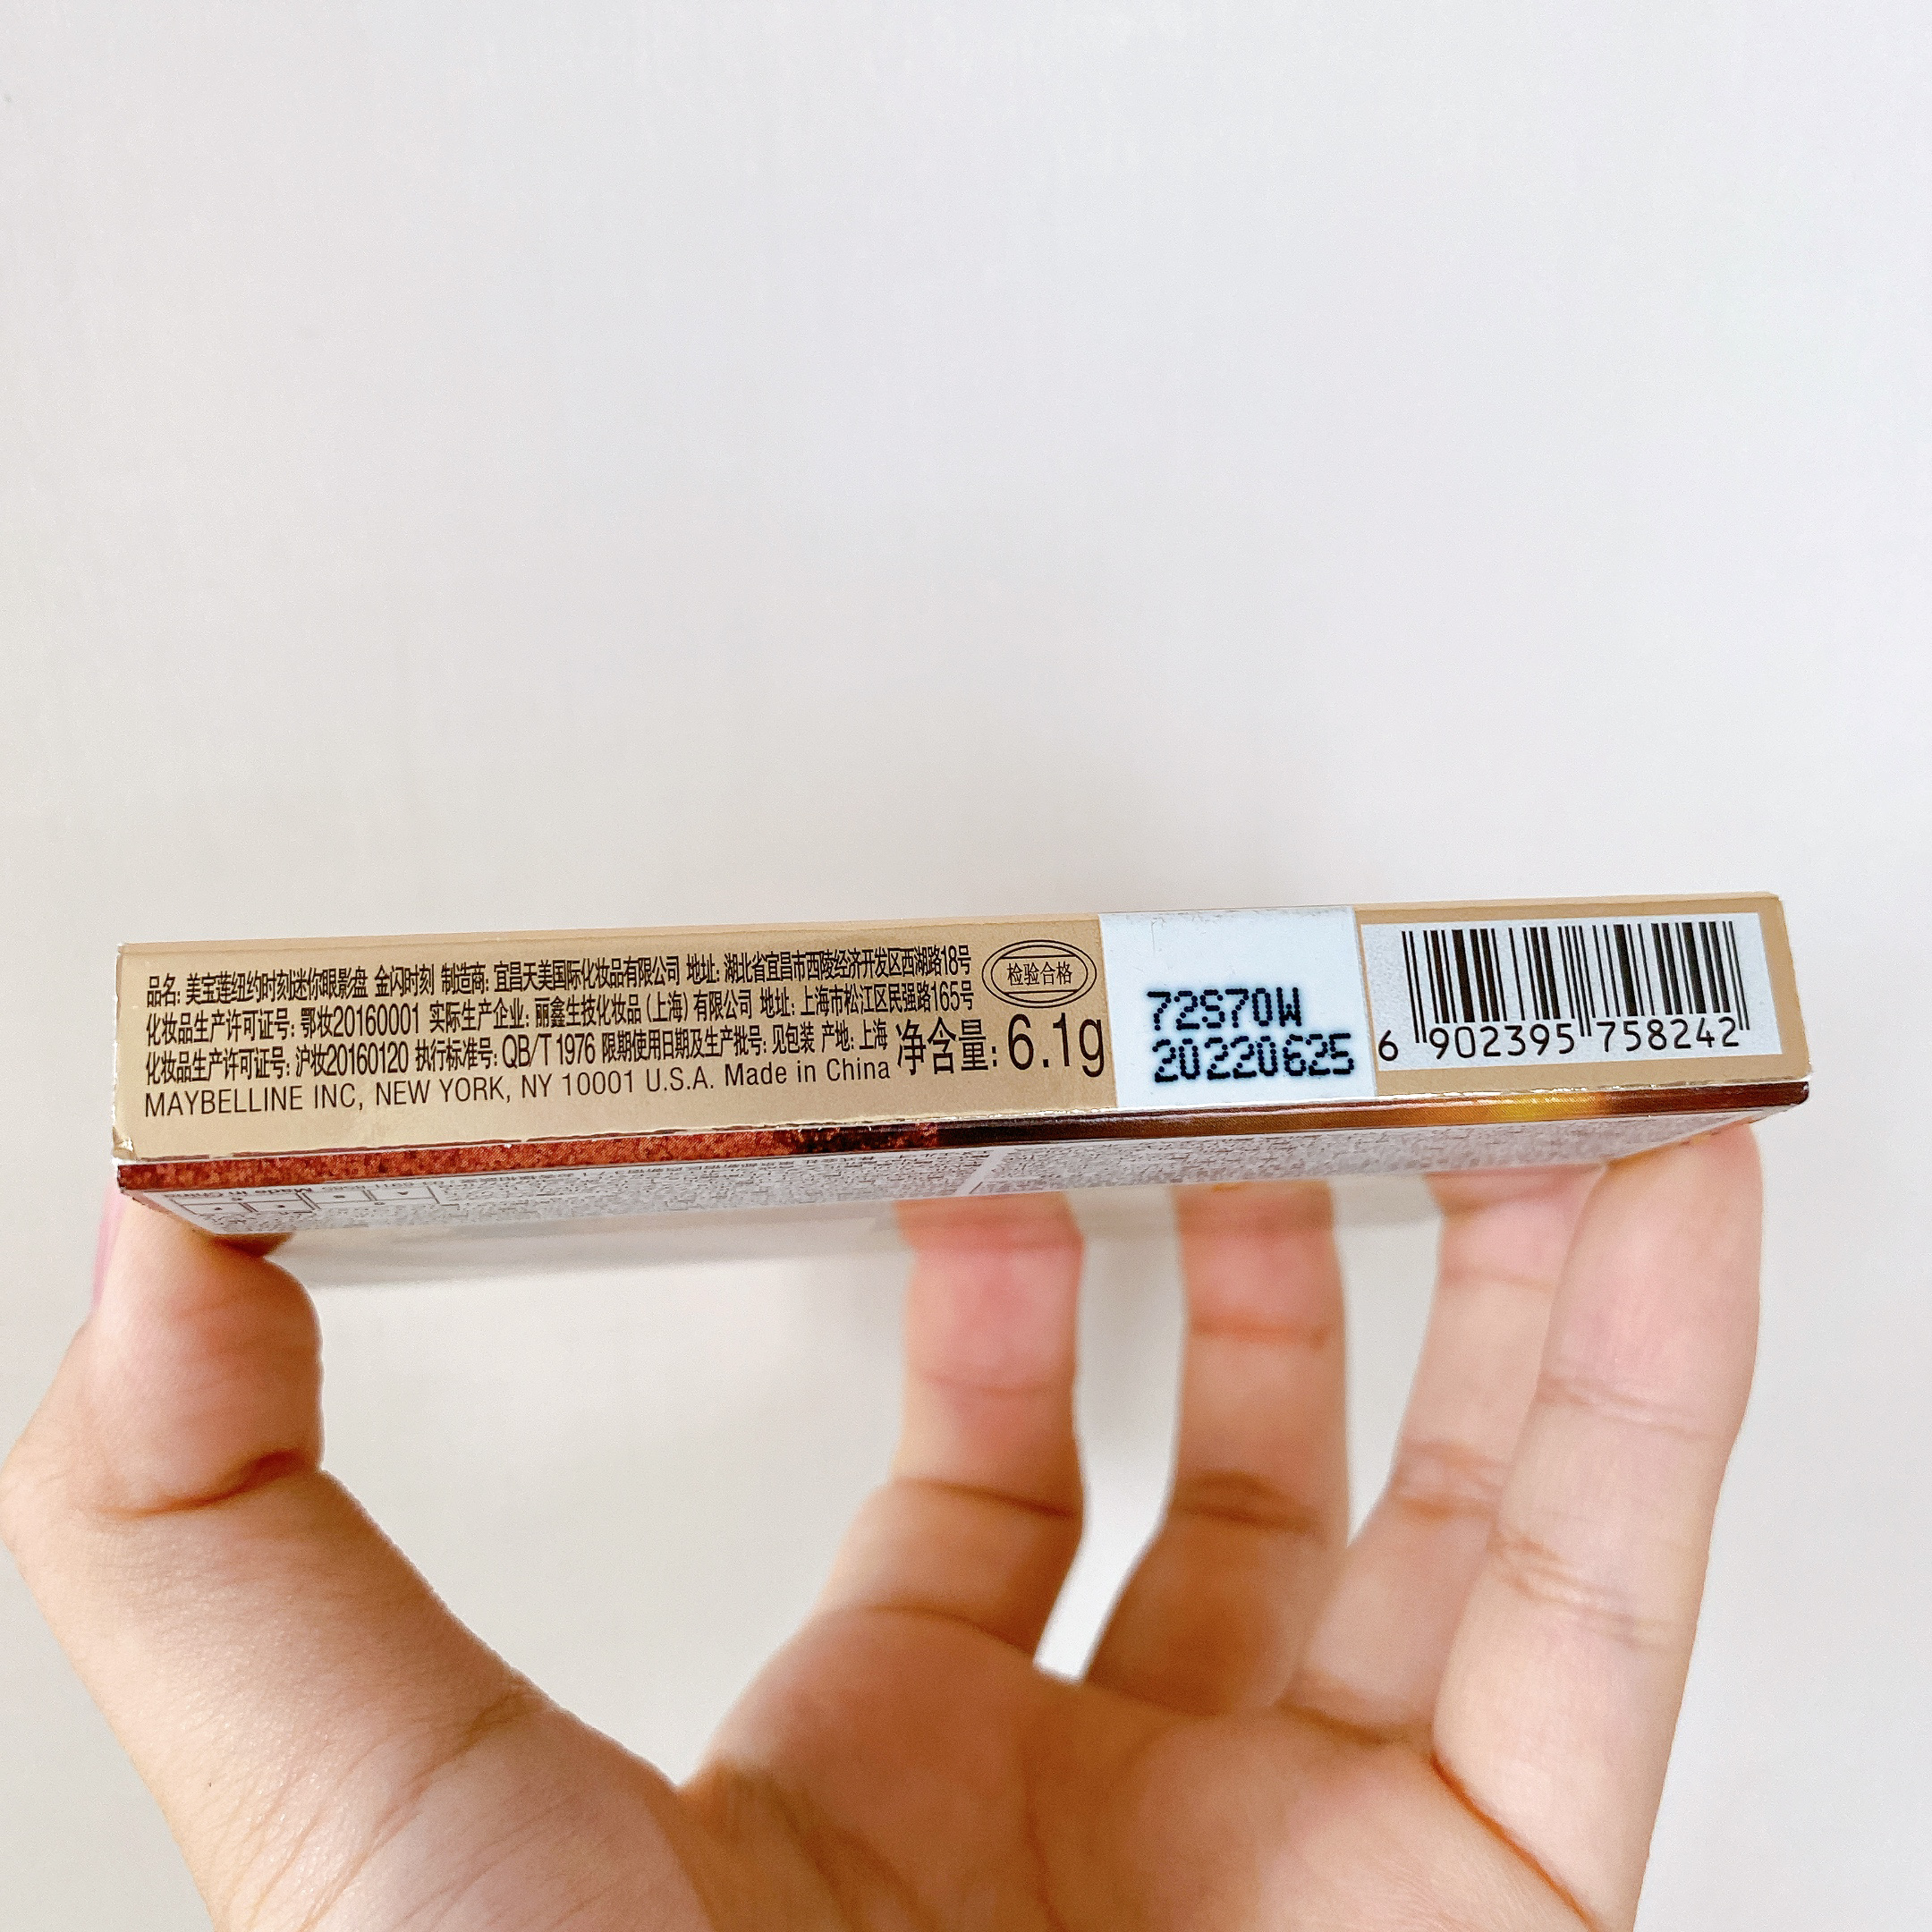 品名: 美宝莲纽约时刻迷你眼影盘 金闪时刻 制造商: 宜昌天美国际化妆品有限公司 地址: 湖北省宜昌市西陵经济开发区西湖路18号
化妆品生产许可证号: 鄂妆20160001 实际生产企业: 丽鑫生技化妆品 (上海) 有限公司 地址: 上海市松江区民强路165号
化妆品生产许可证号: 沪妆20160120 执行标准号: QB/T 1976 限期使用日期及生产批号: 见包装 产地: 上海
MAYBELLINE INC, NEW YORK, NY 10001 U.S.A. Made in China
检验合格
净含量: 6.1g
72S70W
20220625
6 902395 758242
Made in China